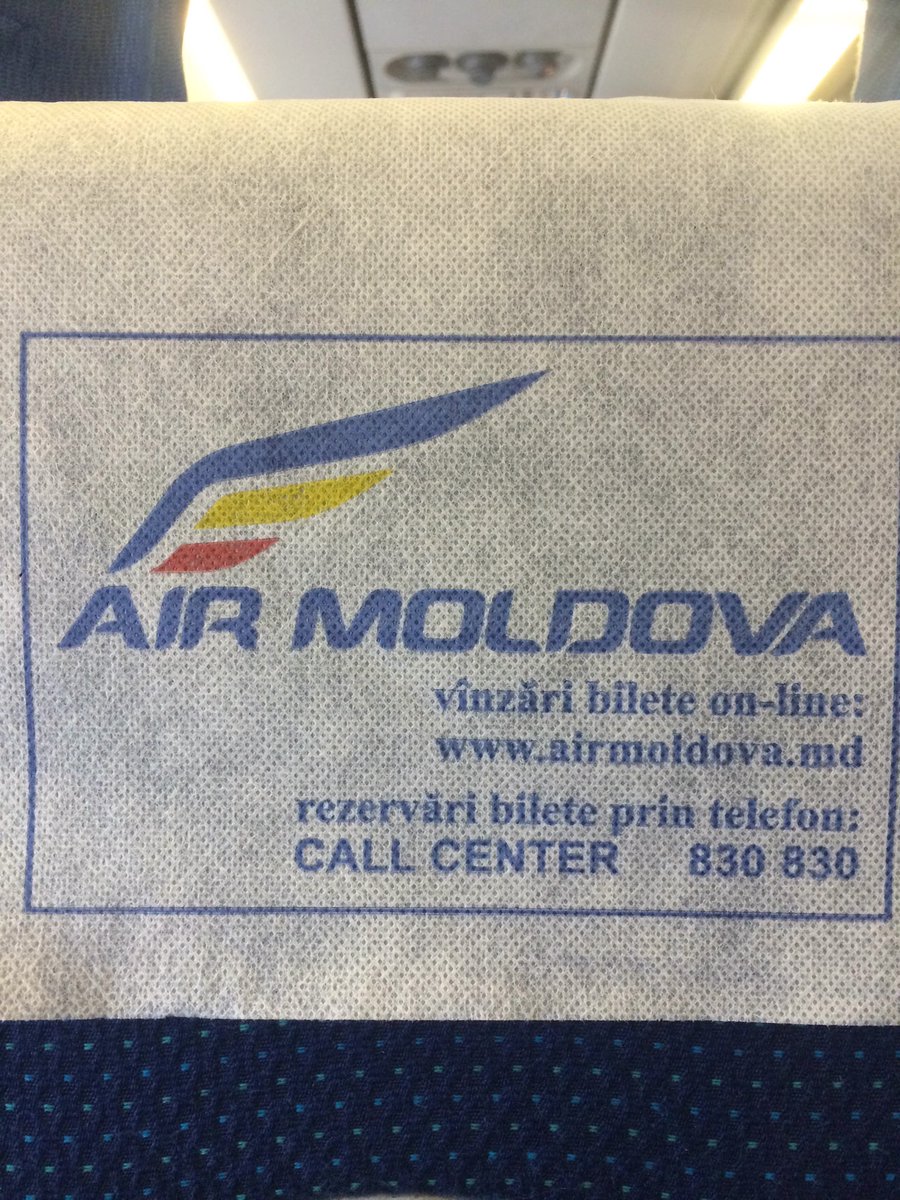 AIR MOLDOVA
vînzări bilete on-line:
www.airmoldova.md
rezervări bilete prin telefon:
CALL CENTER 830 830